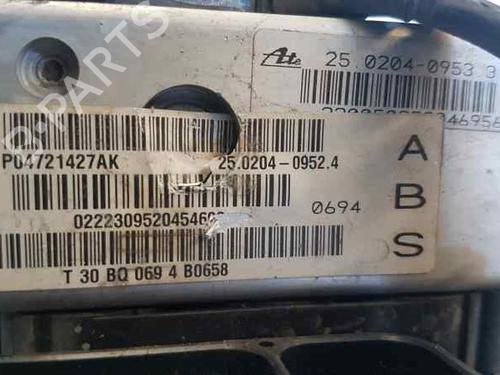 Ate 25.0204-0953.3
P04721427AK 25.0204-0952.4
0694
T 30 BQ 069 4 B0658
A
B
S
B-PARTS